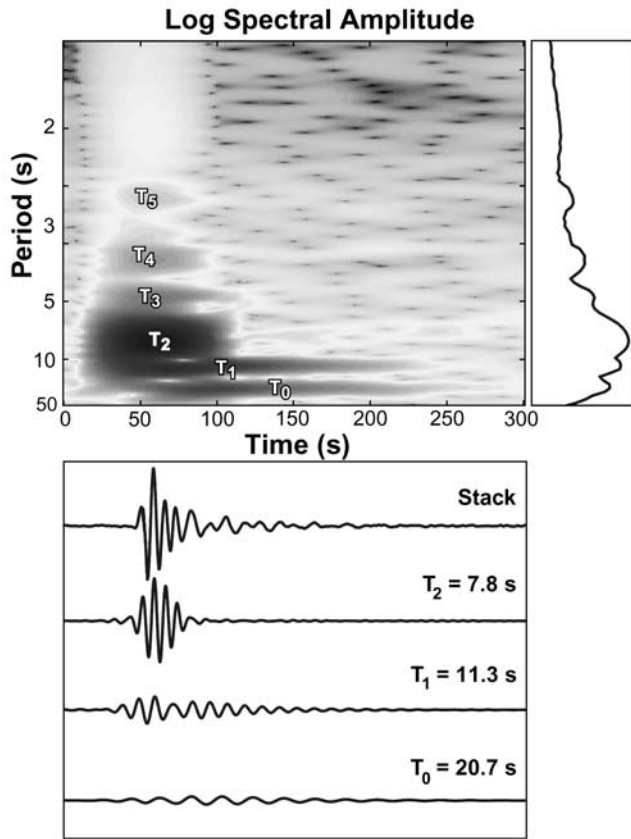 Log Spectral Amplitude
Period (s)
2
3
5
10
50
T5
T4
T3
T2
T1
T0
0 50 100 150 200 250 300
Time (s)
Stack
T2 = 7.8 s
T1 = 11.3 s
T0 = 20.7 s